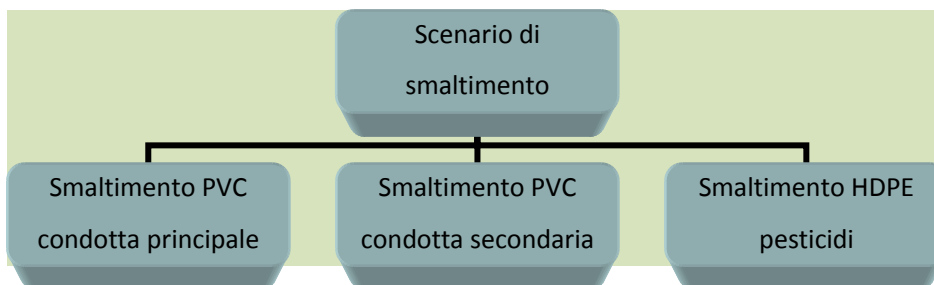 Scenario di
smaltimento
Smaltimento PVC
condotta principale
Smaltimento PVC
condotta secondaria
Smaltimento HDPE
pesticidi